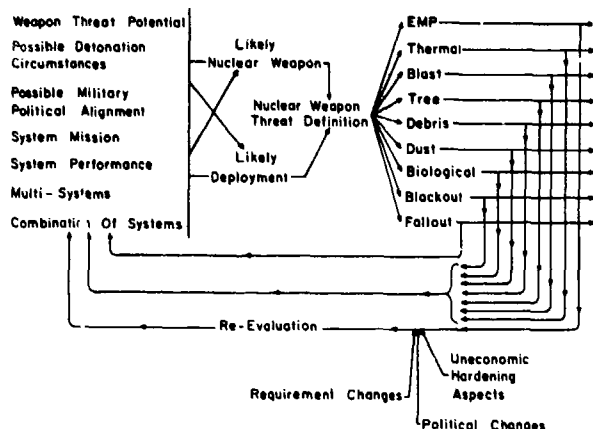 Weapon Threat Potential
Possible Detonation
Circumstances
Possible Military
Political Alignment
System Mission
System Performance
Multi-Systems
Of Systems
Likely
Nuclear Weapon
Nuclear Weapon
Threat Definition
Likely
Deployment
EMP
Thermal
Blast
Tree
Debris
Dust
Biological
Blackout
Fallout
Re-Evaluation
Uneconomic
Hardening
Aspects
Requirement Changes
Political Changes